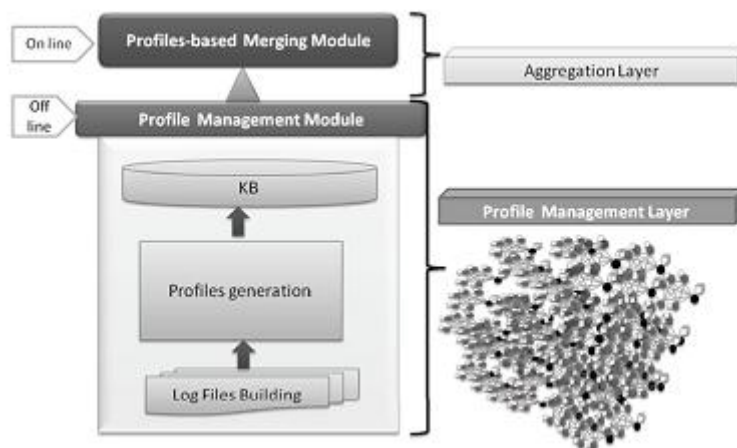 On line
Profiles-based Merging Module
Aggregation Layer
Off
line
Profile Management Module
KB
Profile Management Layer
Profiles generation
Log Files Building